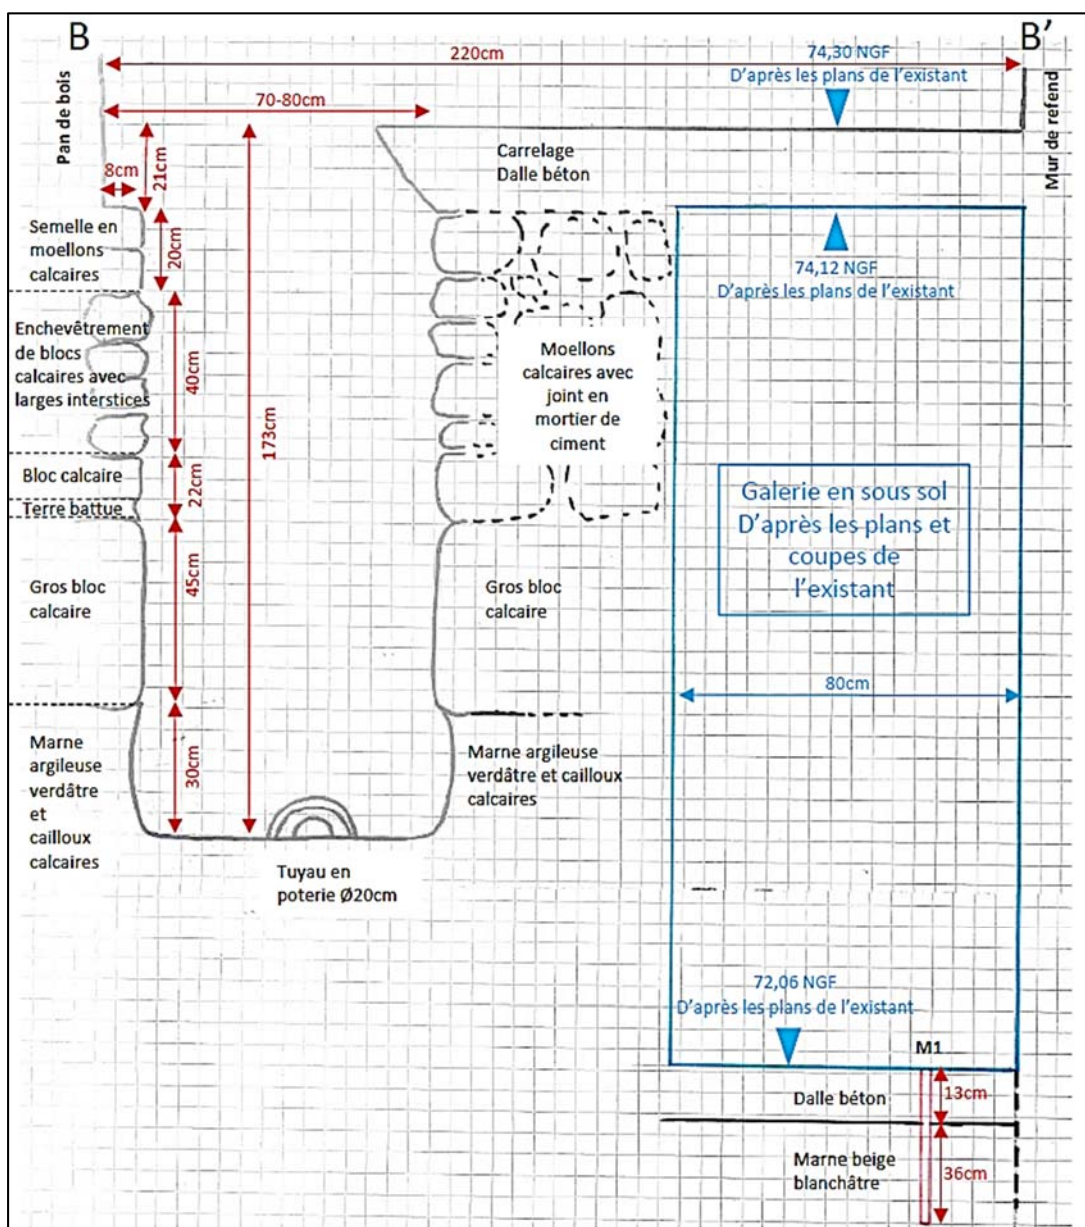 B
B'
220cm
74,30 NGF
D'après les plans de l'existant
Pan de bois
Mur de refend
70-80cm
8cm
21cm
Carrelage
Dalle béton
Semelle en
moellons
calcaires
20cm
74,12 NGF
D'après les plans de l'existant
Enchevêtrement
de blocs
calcaires avec
larges interstices
40cm
173cm
Moellons
calcaires avec
joint en
mortier de
ciment
Bloc calcaire
22cm
Terre battue
Galerie en sous sol
D'après les plans et
coupes de
l'existant
Gros bloc
calcaire
45cm
Gros bloc
calcaire
80cm
Marne
argileuse
verdâtre
et
cailloux
calcaires
30cm
Marne argileuse
verdâtre et cailloux
calcaires
Tuyau en
poterie Ø20cm
72,06 NGF
D'après les plans de l'existant
M1
Dalle béton
13cm
Marne beige
blanchâtre
36cm